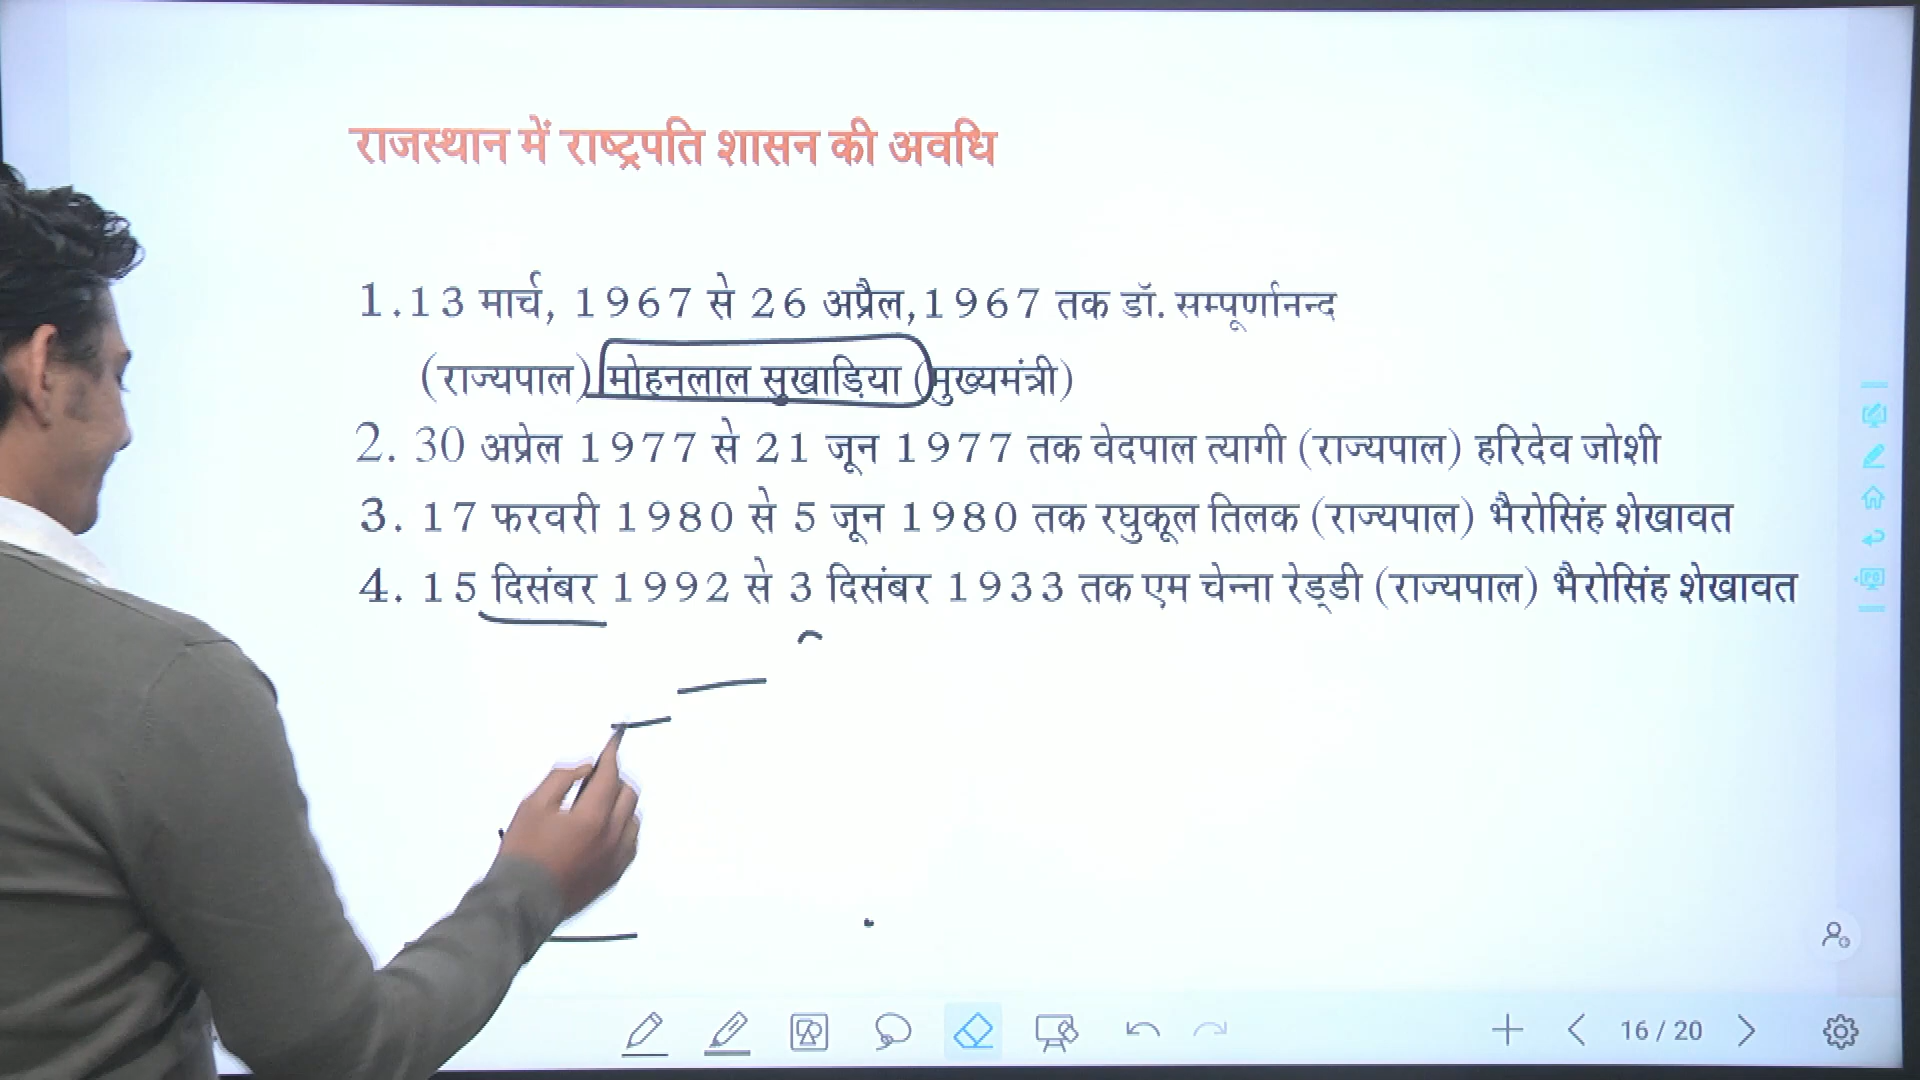 राजस्थान में राष्ट्रपति शासन की अवधि
1.13 मार्च, 1967 से 26 अप्रैल,1967 तक डॉ. सम्पूर्णानन्द
(राज्यपाल) मोहनलाल सुखाड़िया (मुख्यमंत्री)
2. 30 अप्रेल 1977 से 21 जून 1977 तक वेदपाल त्यागी (राज्यपाल) हरिदेव जोशी
3. 17 फरवरी 1980 से 5 जून 1980 तक रघुकूल तिलक (राज्यपाल) भैरोसिंह शेखावत
4. 15 दिसंबर 1992 से 3 दिसंबर 1933 तक एम चेन्ना रेड्डी (राज्यपाल) भैरोसिंह शेखावत
16 / 20